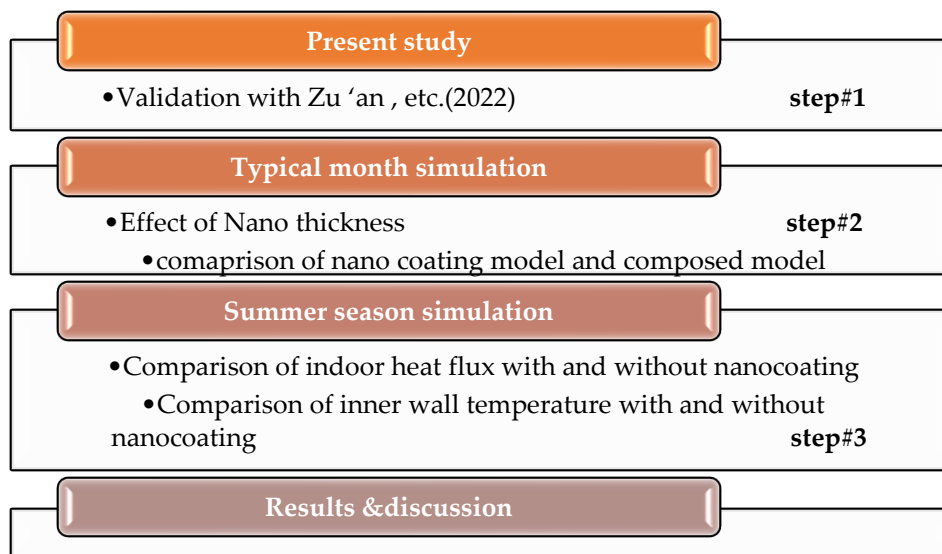 Present study
•Validation with Zu ‘an , etc.(2022) step#1
Typical month simulation
•Effect of Nano thickness step#2
•comaprison of nano coating model and composed model
Summer season simulation
•Comparison of indoor heat flux with and without nanocoating
•Comparison of inner wall temperature with and without
nanocoating step#3
Results &discussion